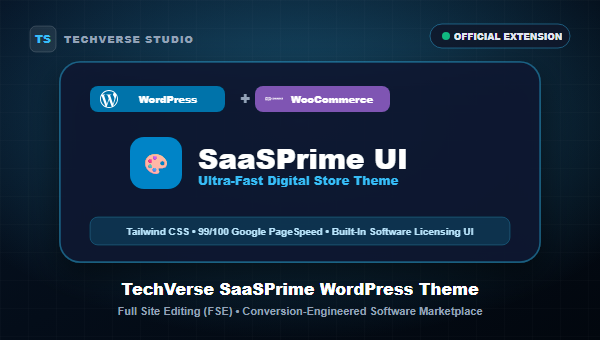 TS TECHVERSE STUDIO
OFFICIAL EXTENSION
WordPress + WooCommerce
SaaSPrime UI
Ultra-Fast Digital Store Theme
Tailwind CSS • 99/100 Google PageSpeed • Built-In Software Licensing UI
TechVerse SaaSPrime WordPress Theme
Full Site Editing (FSE) • Conversion-Engineered Software Marketplace